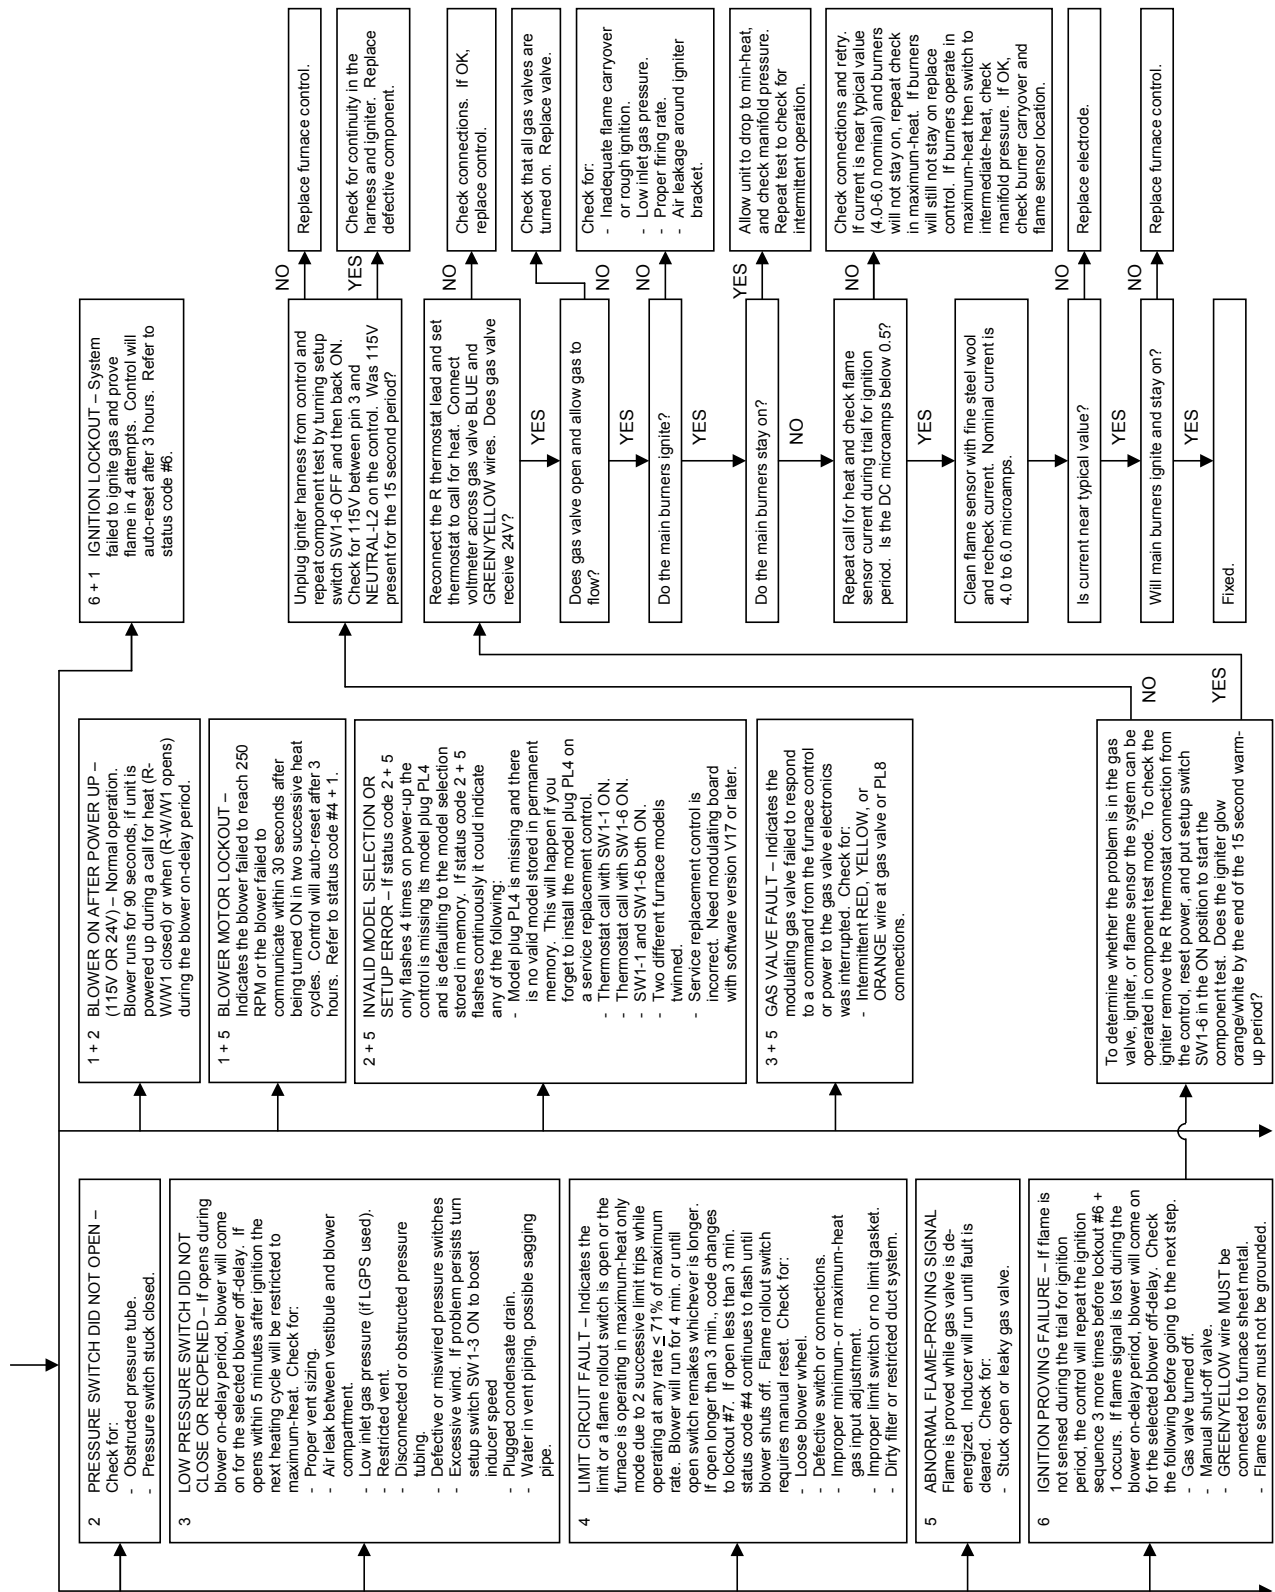 2 PRESSURE SWITCH DID NOT OPEN –
Check for:
- Obstructed pressure tube.
- Pressure switch stuck closed.
3 LOW PRESSURE SWITCH DID NOT
CLOSE OR REOPENED – If opens during
blower on-delay period, blower will come
on for the selected blower off-delay. If
opens within 5 minutes after ignition the
next heating cycle will be restricted to
maximum-heat. Check for:
- Proper vent sizing.
- Air leak between vestibule and blower
compartment.
- Low inlet gas pressure (if LGPS used).
- Restricted vent.
- Disconnected or obstructed pressure
tubing.
- Defective or miswired pressure switches
- Excessive wind. If problem persists turn
setup switch SW1-3 ON to boost
inducer speed
- Plugged condensate drain.
- Water in vent piping, possible sagging
pipe.
4 LIMIT CIRCUIT FAULT – Indicates the
limit or a flame rollout switch is open or the
furnace is operating in maximum-heat only
mode due to 2 successive limit trips while
operating at any rate ≤ 71% of maximum
rate. Blower will run for 4 min. or until
open switch remakes whichever is longer.
If open longer than 3 min., code changes
to lockout #7. If open less than 3 min.
status code #4 continues to flash until
blower shuts off. Flame rollout switch
requires manual reset. Check for:
- Loose blower wheel.
- Defective switch or connections.
- Improper minimum- or maximum-heat
gas input adjustment.
- Improper limit switch or no limit gasket.
- Dirty filter or restricted duct system.
5 ABNORMAL FLAME-PROVING SIGNAL
Flame is proved while gas valve is de-
energized. Inducer will run until fault is
cleared. Check for:
- Stuck open or leaky gas valve.
6 IGNITION PROVING FAILURE – If flame is
not sensed during the trial for ignition
period, the control will repeat the ignition
sequence 3 more times before lockout #6 +
1 occurs. If flame signal is lost during the
blower on-delay period, blower will come on
for the selected blower off-delay. Check
the following before going to the next step.
- Gas valve turned off.
- Manual shut-off valve.
- GREEN/YELLOW wire MUST be
connected to furnace sheet metal.
- Flame sensor must not be grounded.
1 + 2 BLOWER ON AFTER POWER UP –
(115V OR 24V) – Normal operation.
Blower runs for 90 seconds, if unit is
powered up during a call for heat (R-
W/W1 closed) or when (R-W/W1 opens)
during the blower on-delay period.
1 + 5 BLOWER MOTOR LOCKOUT –
Indicates the blower failed to reach 250
RPM or the blower failed to
communicate within 30 seconds after
being turned ON in two successive heat
cycles. Control will auto-reset after 3
hours. Refer to status code #4 + 1.
2 + 5 INVALID MODEL SELECTION OR
SETUP ERROR – If status code 2 + 5
only flashes 4 times on power-up the
control is missing its model plug PL4
and is defaulting to the model selection
stored in memory. If status code 2 + 5
flashes continuously it could indicate
any of the following:
- Model plug PL4 is missing and there
is no valid model stored in permanent
memory. This will happen if you
forget to install the model plug PL4 on
a service replacement control.
- Thermostat call with SW1-1 ON.
- Thermostat call with SW1-6 ON.
- SW1-1 and SW1-6 both ON.
- Two different furnace models
twinned.
- Service replacement control is
incorrect. Need modulating board
with software version V17 or later.
3 + 5 GAS VALVE FAULT – Indicates the
modulating gas valve failed to respond
to a command from the furnace control
or power to the gas valve electronics
was interrupted. Check for:
- Intermittent RED, YELLOW, or
ORANGE wire at gas valve or PL8
connections.
To determine whether the problem is in the gas
valve, igniter, or flame sensor the system can be
operated in component test mode. To check the
igniter remove the R thermostat connection from
the control, reset power, and put setup switch
SW1-6 in the ON position to start the
component test. Does the igniter glow
orange/white by the end of the 15 second warm-
up period?
NO
YES
6 + 1 IGNITION LOCKOUT – System
failed to ignite gas and prove
flame in 4 attempts. Control will
auto-reset after 3 hours. Refer to
status code #6.
Unplug igniter harness from control and
repeat component test by turning setup
switch SW1-6 OFF and then back ON.
Check for 115V between pin 3 and
NEUTRAL-L2 on the control. Was 115V
present for the 15 second period?
NO
Replace furnace control.
YES
Check for continuity in the
harness and igniter. Replace
defective component.
Reconnect the R thermostat lead and set
thermostat to call for heat. Connect
voltmeter across gas valve BLUE and
GREEN/YELLOW wires. Does gas valve
receive 24V?
NO
Check connections. If OK,
replace control.
YES
Does gas valve open and allow gas to
flow?
NO
Check that all gas valves are
turned on. Replace valve.
YES
Do the main burners ignite?
NO
Check for:
- Inadequate flame carryover
or rough ignition.
- Low inlet gas pressure.
- Proper firing rate.
- Air leakage around igniter
bracket.
YES
Do the main burners stay on?
YES
Allow unit to drop to min-heat,
and check manifold pressure.
Repeat test to check for
intermittent operation.
NO
Repeat call for heat and check flame
sensor current during trial for ignition
period. Is the DC microamps below 0.5?
NO
Check connections and retry.
If current is near typical value
(4.0-6.0 nominal) and burners
will not stay on, repeat check
in maximum-heat. If burners
will still not stay on replace
control. If burners operate in
maximum-heat then switch to
intermediate-heat, check
manifold pressure. If OK,
check burner carryover and
flame sensor location.
YES
Clean flame sensor with fine steel wool
and recheck current. Nominal current is
4.0 to 6.0 microamps.
Is current near typical value?
NO
Replace electrode.
YES
Will main burners ignite and stay on?
NO
Replace furnace control.
YES
Fixed.